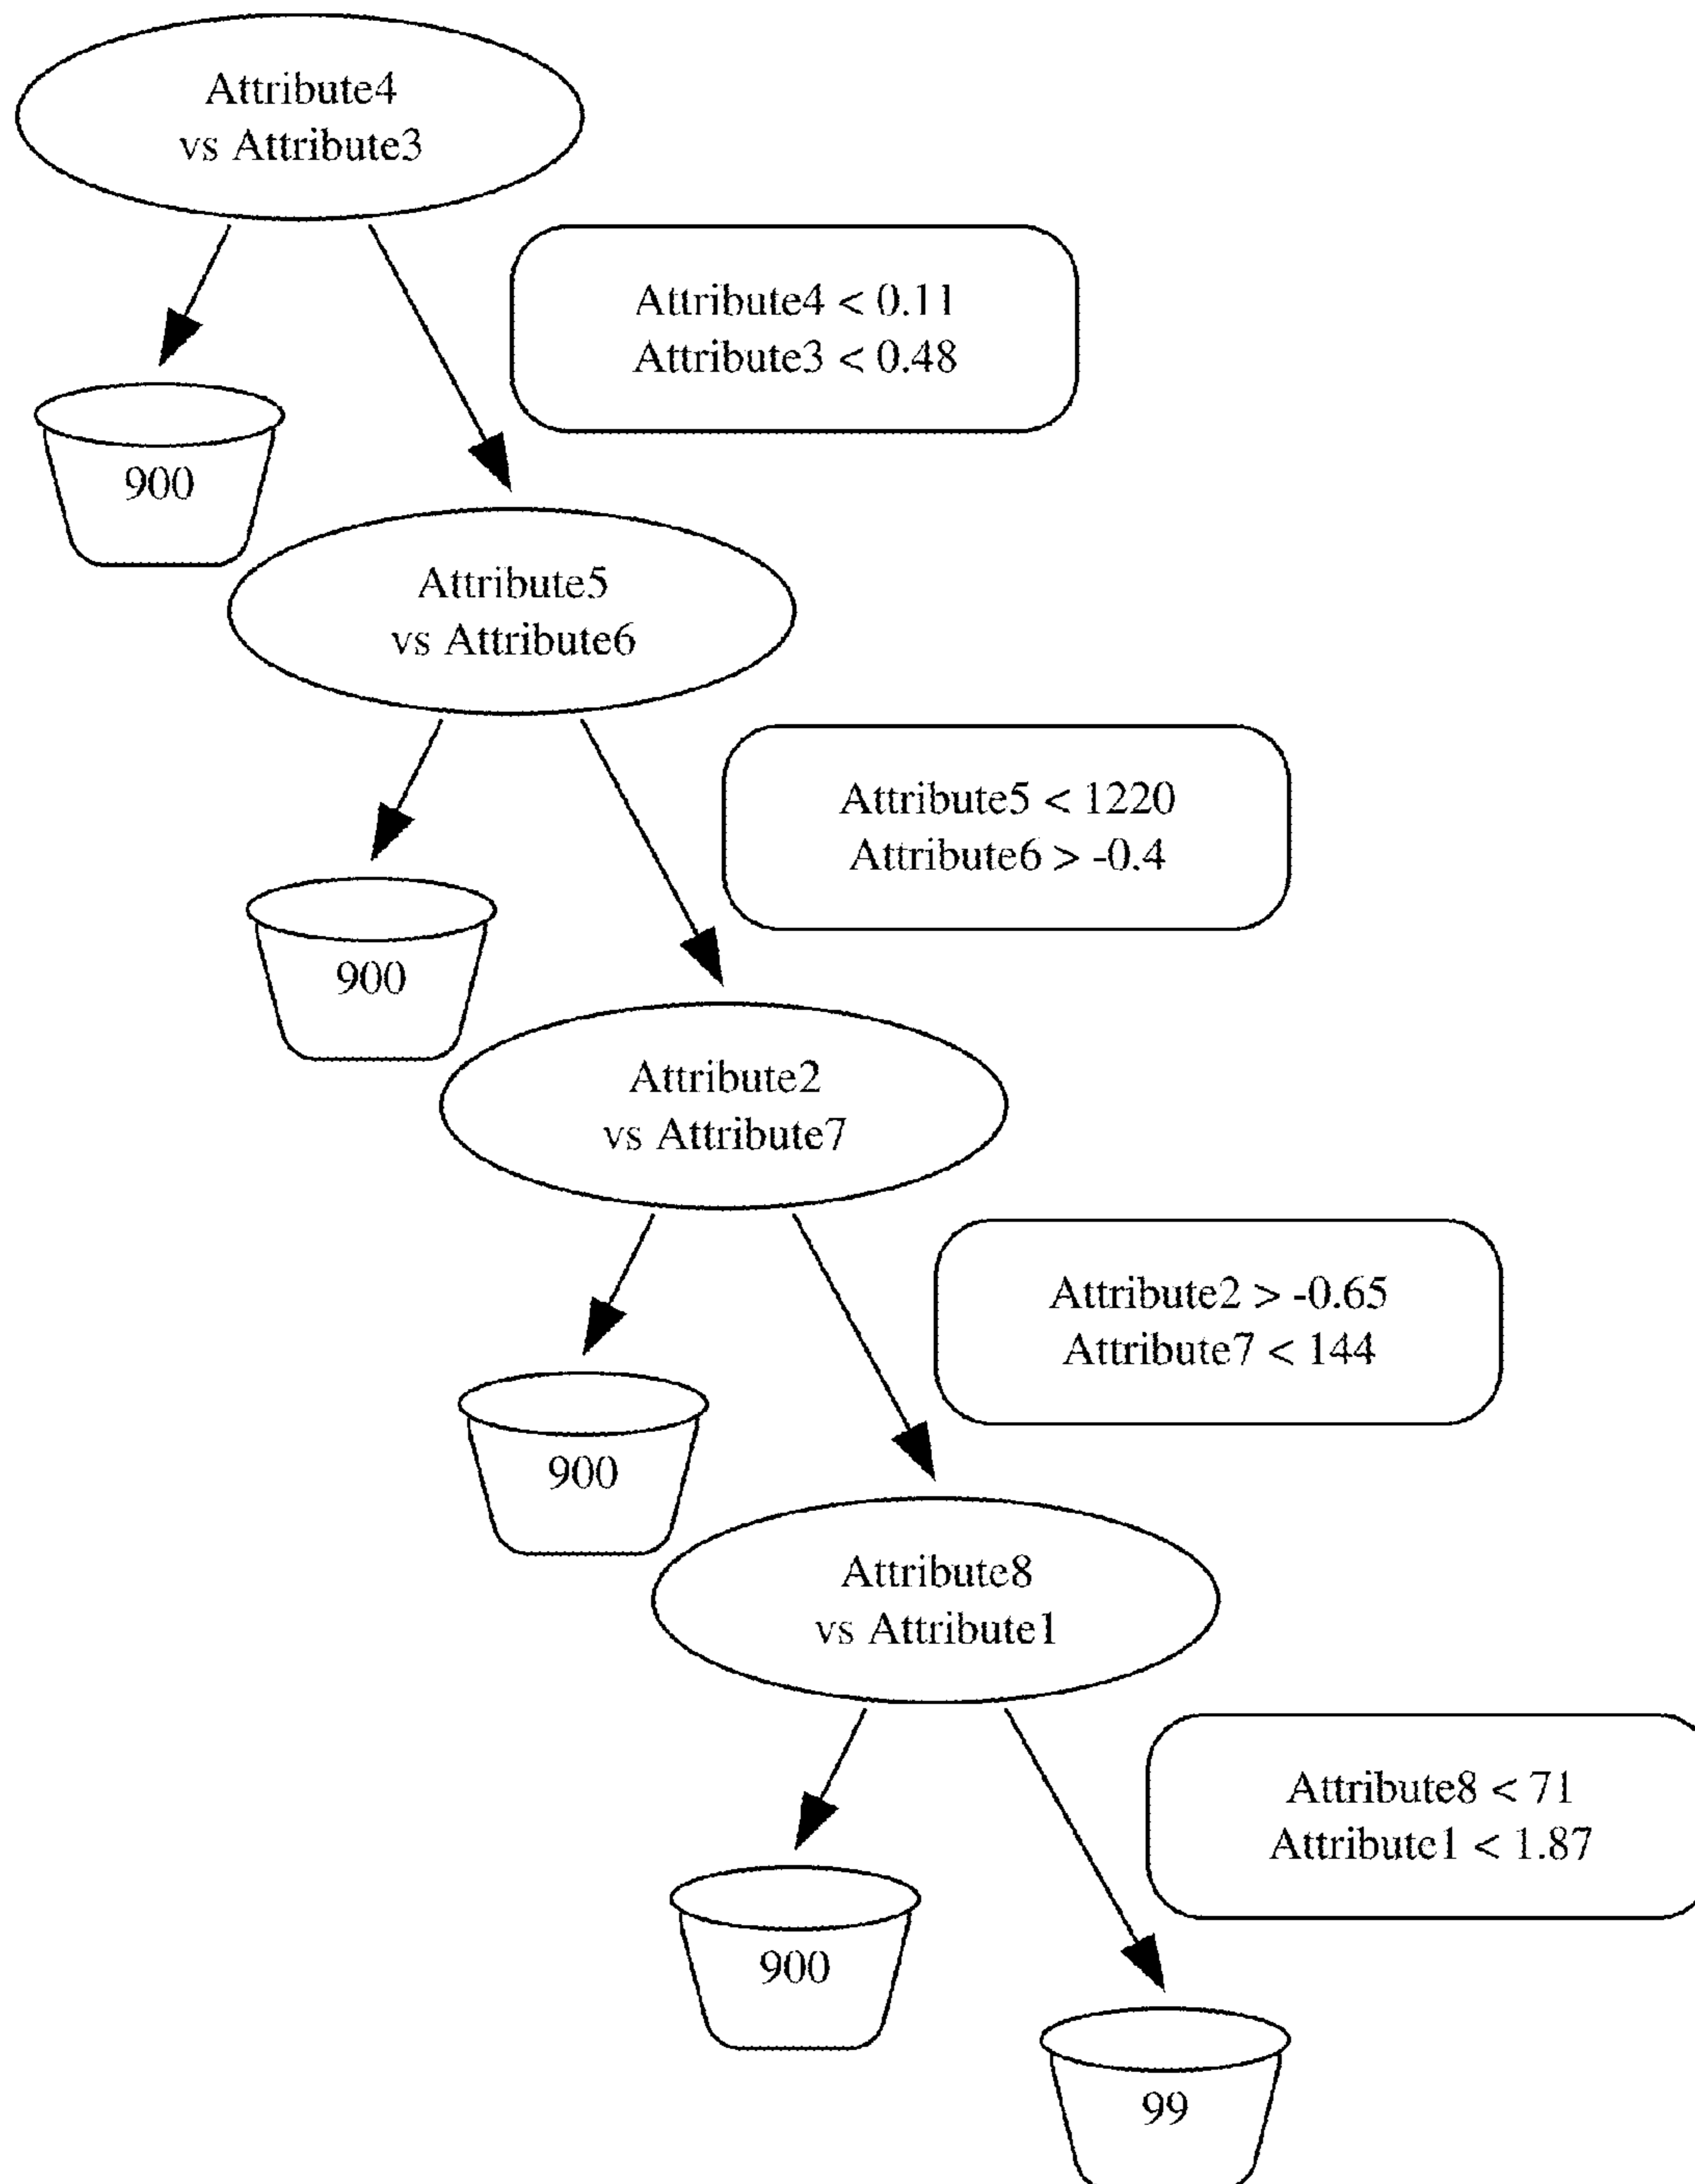 Attribute4
vs Attribute3
Attribute4 < 0.11
Attribute3 < 0.48
900
Attribute5
vs Attribute6
Attribute5 < 1220
Attribute6 > -0.4
900
Attribute2
vs Attribute7
Attribute2 > -0.65
Attribute7 < 144
900
Attribute8
vs Attribute1
Attribute8 < 71
Attribute1 < 1.87
900
99